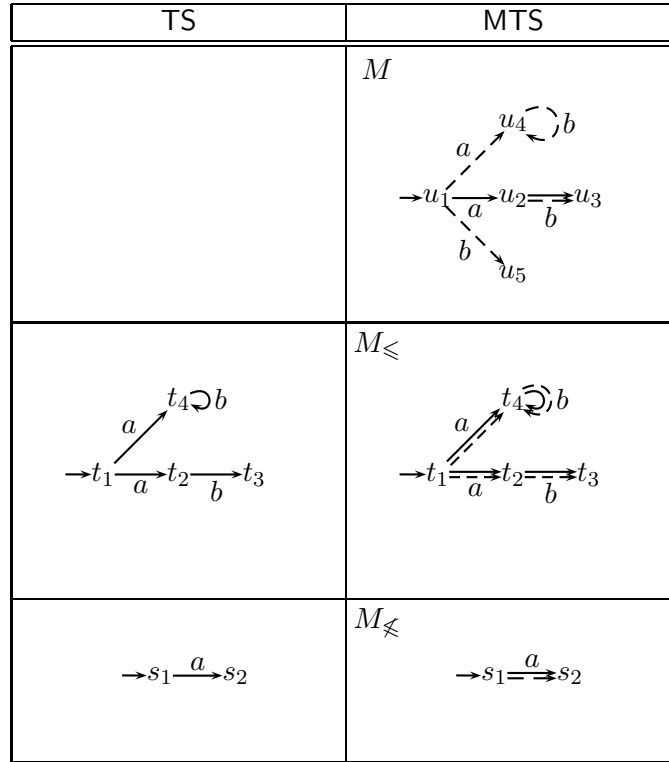 TS MTS
M
u₄ b
a
u₁ a u₂ b u₃
b
u₅
M⩽
t₄ b t₄ b
a a
t₁ a t₂ b t₃ t₁ a t₂ b t₃
M⩽̸
s₁ a s₂ s₁ a s₂